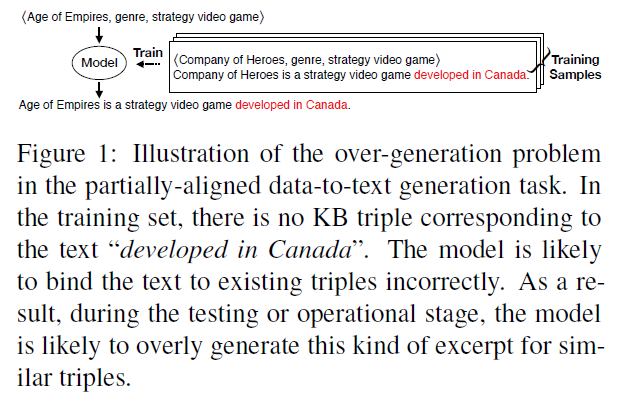 ⟨Age of Empires, genre, strategy video game⟩
Model
Train
⟨Company of Heroes, genre, strategy video game⟩
Company of Heroes is a strategy video game developed in Canada.
Training
Samples
Age of Empires is a strategy video game developed in Canada.
Figure 1: Illustration of the over-generation problem
in the partially-aligned data-to-text generation task. In
the training set, there is no KB triple corresponding to
the text “developed in Canada”. The model is likely
to bind the text to existing triples incorrectly. As a re-
sult, during the testing or operational stage, the model
is likely to overly generate this kind of excerpt for sim-
ilar triples.